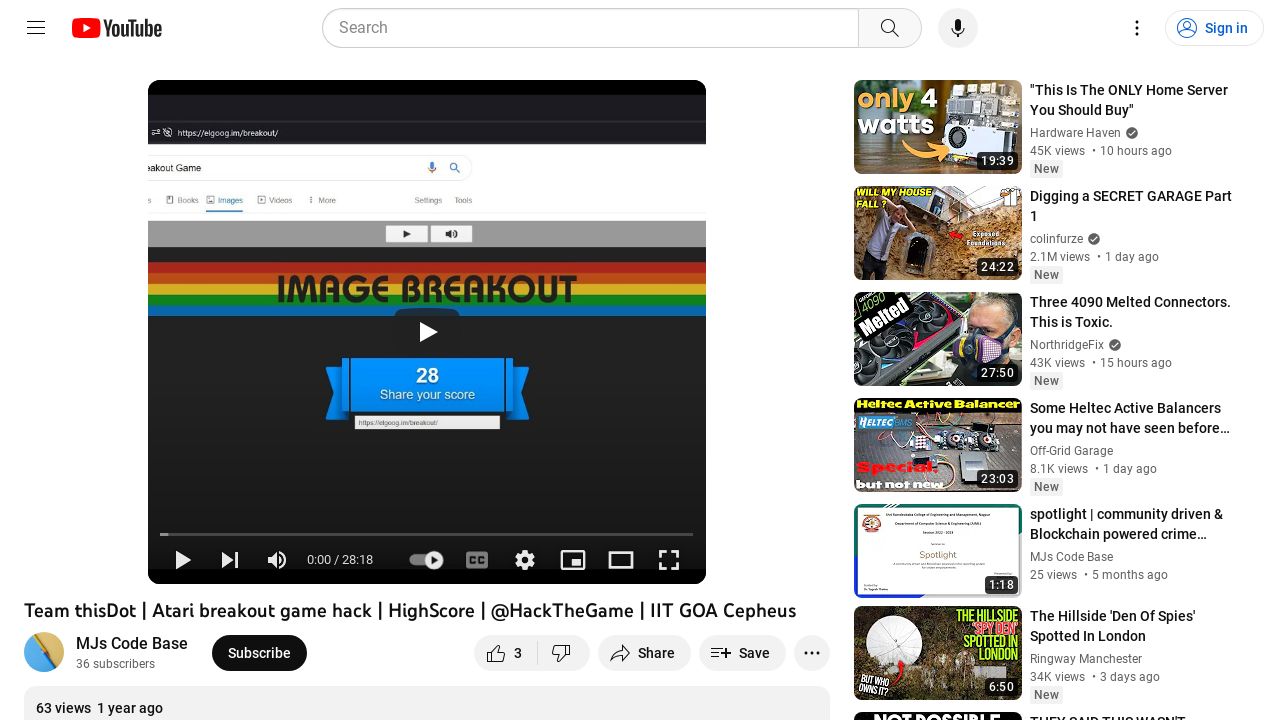 YouTube
Search
Sign in
https://elgoog.im/breakout/
eakout Game
Books
Images
Videos
More
Settings
Tools
IMAGE BREAKOUT
28
Share your score
https://elgoog.im/breakout/
0:00 / 28:18
CC
Team thisDot | Atari breakout game hack | HighScore | @HackTheGame | IIT GOA Cepheus
MJs Code Base
36 subscribers
Subscribe
3
Share
Save
63 views 1 year ago
only 4
watts
19:39
"This Is The ONLY Home Server
You Should Buy"
Hardware Haven
45K views • 10 hours ago
New
WILL MY HOUSE
FALL ?
Exposed
Foundations
24:22
Digging a SECRET GARAGE Part
1
colinfurze
2.1M views • 1 day ago
New
4090
Melted
27:50
Three 4090 Melted Connectors.
This is Toxic.
NorthridgeFix
43K views • 15 hours ago
New
Heltec Active Balancer
HELTEC BMS
Special,
but not new
23:03
Some Heltec Active Balancers
you may not have seen before…
Off-Grid Garage
8.1K views • 1 day ago
New
Department of Computer Science & Engineering (AIML)
Session 2022 - 2023
Spotlight
1:18
spotlight | community driven &
Blockchain powered crime…
MJs Code Base
25 views • 5 months ago
THE HILLSIDE
'SPY DEN'
SPOTTED IN
LONDON
BUT WHO
OWNS IT?
6:50
The Hillside 'Den Of Spies'
Spotted In London
Ringway Manchester
34K views • 3 days ago
New
NOT POSSIBLE
THEY SAID THIS WASN'T